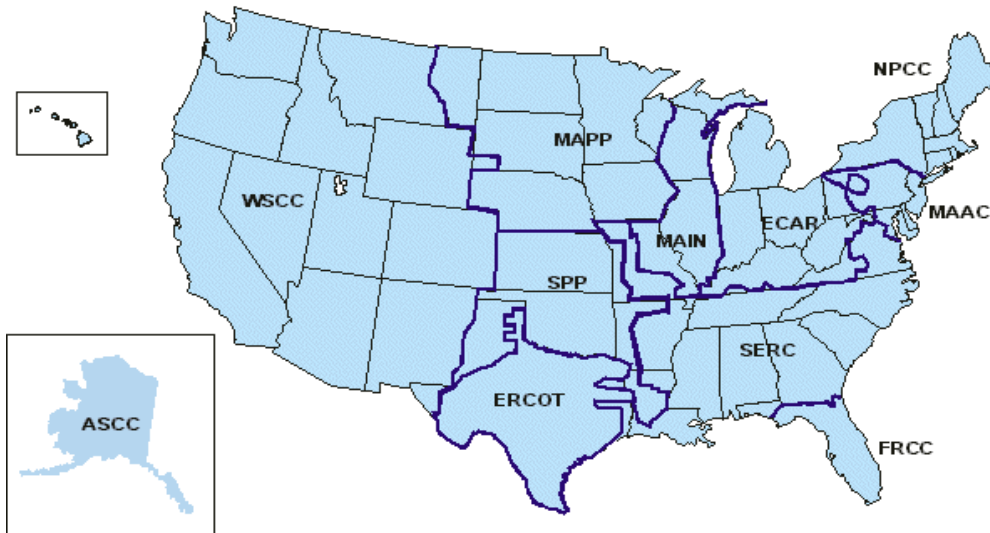 NPCC
MAPP
WSCC
MAAC
ECAR
MAIN
SPP
SERC
ERCOT
ASCC
FRCC